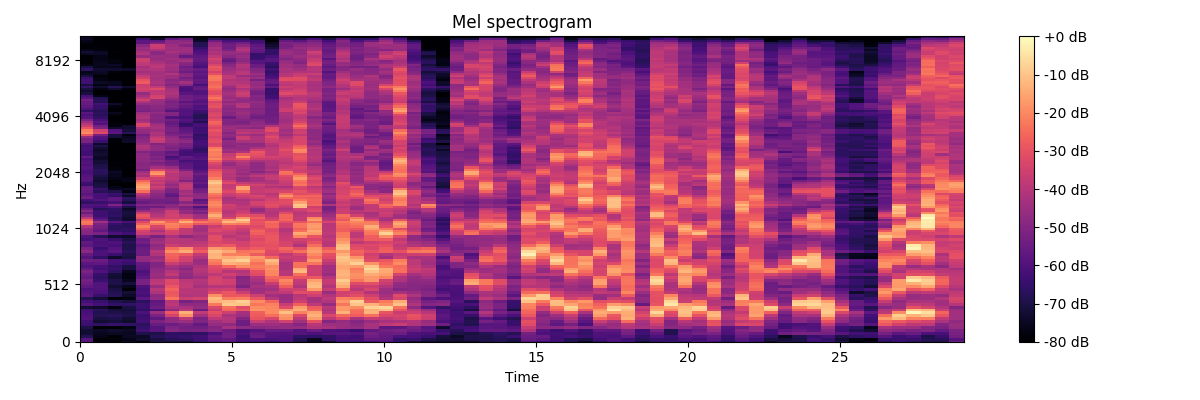 Mel spectrogram
+0 dB
8192
-10 dB
4096
-20 dB
-30 dB
2048
-40 dB
Hz
1024
-50 dB
-60 dB
512
-70 dB
0
-80 dB
0 5 10 15 20 25
Time